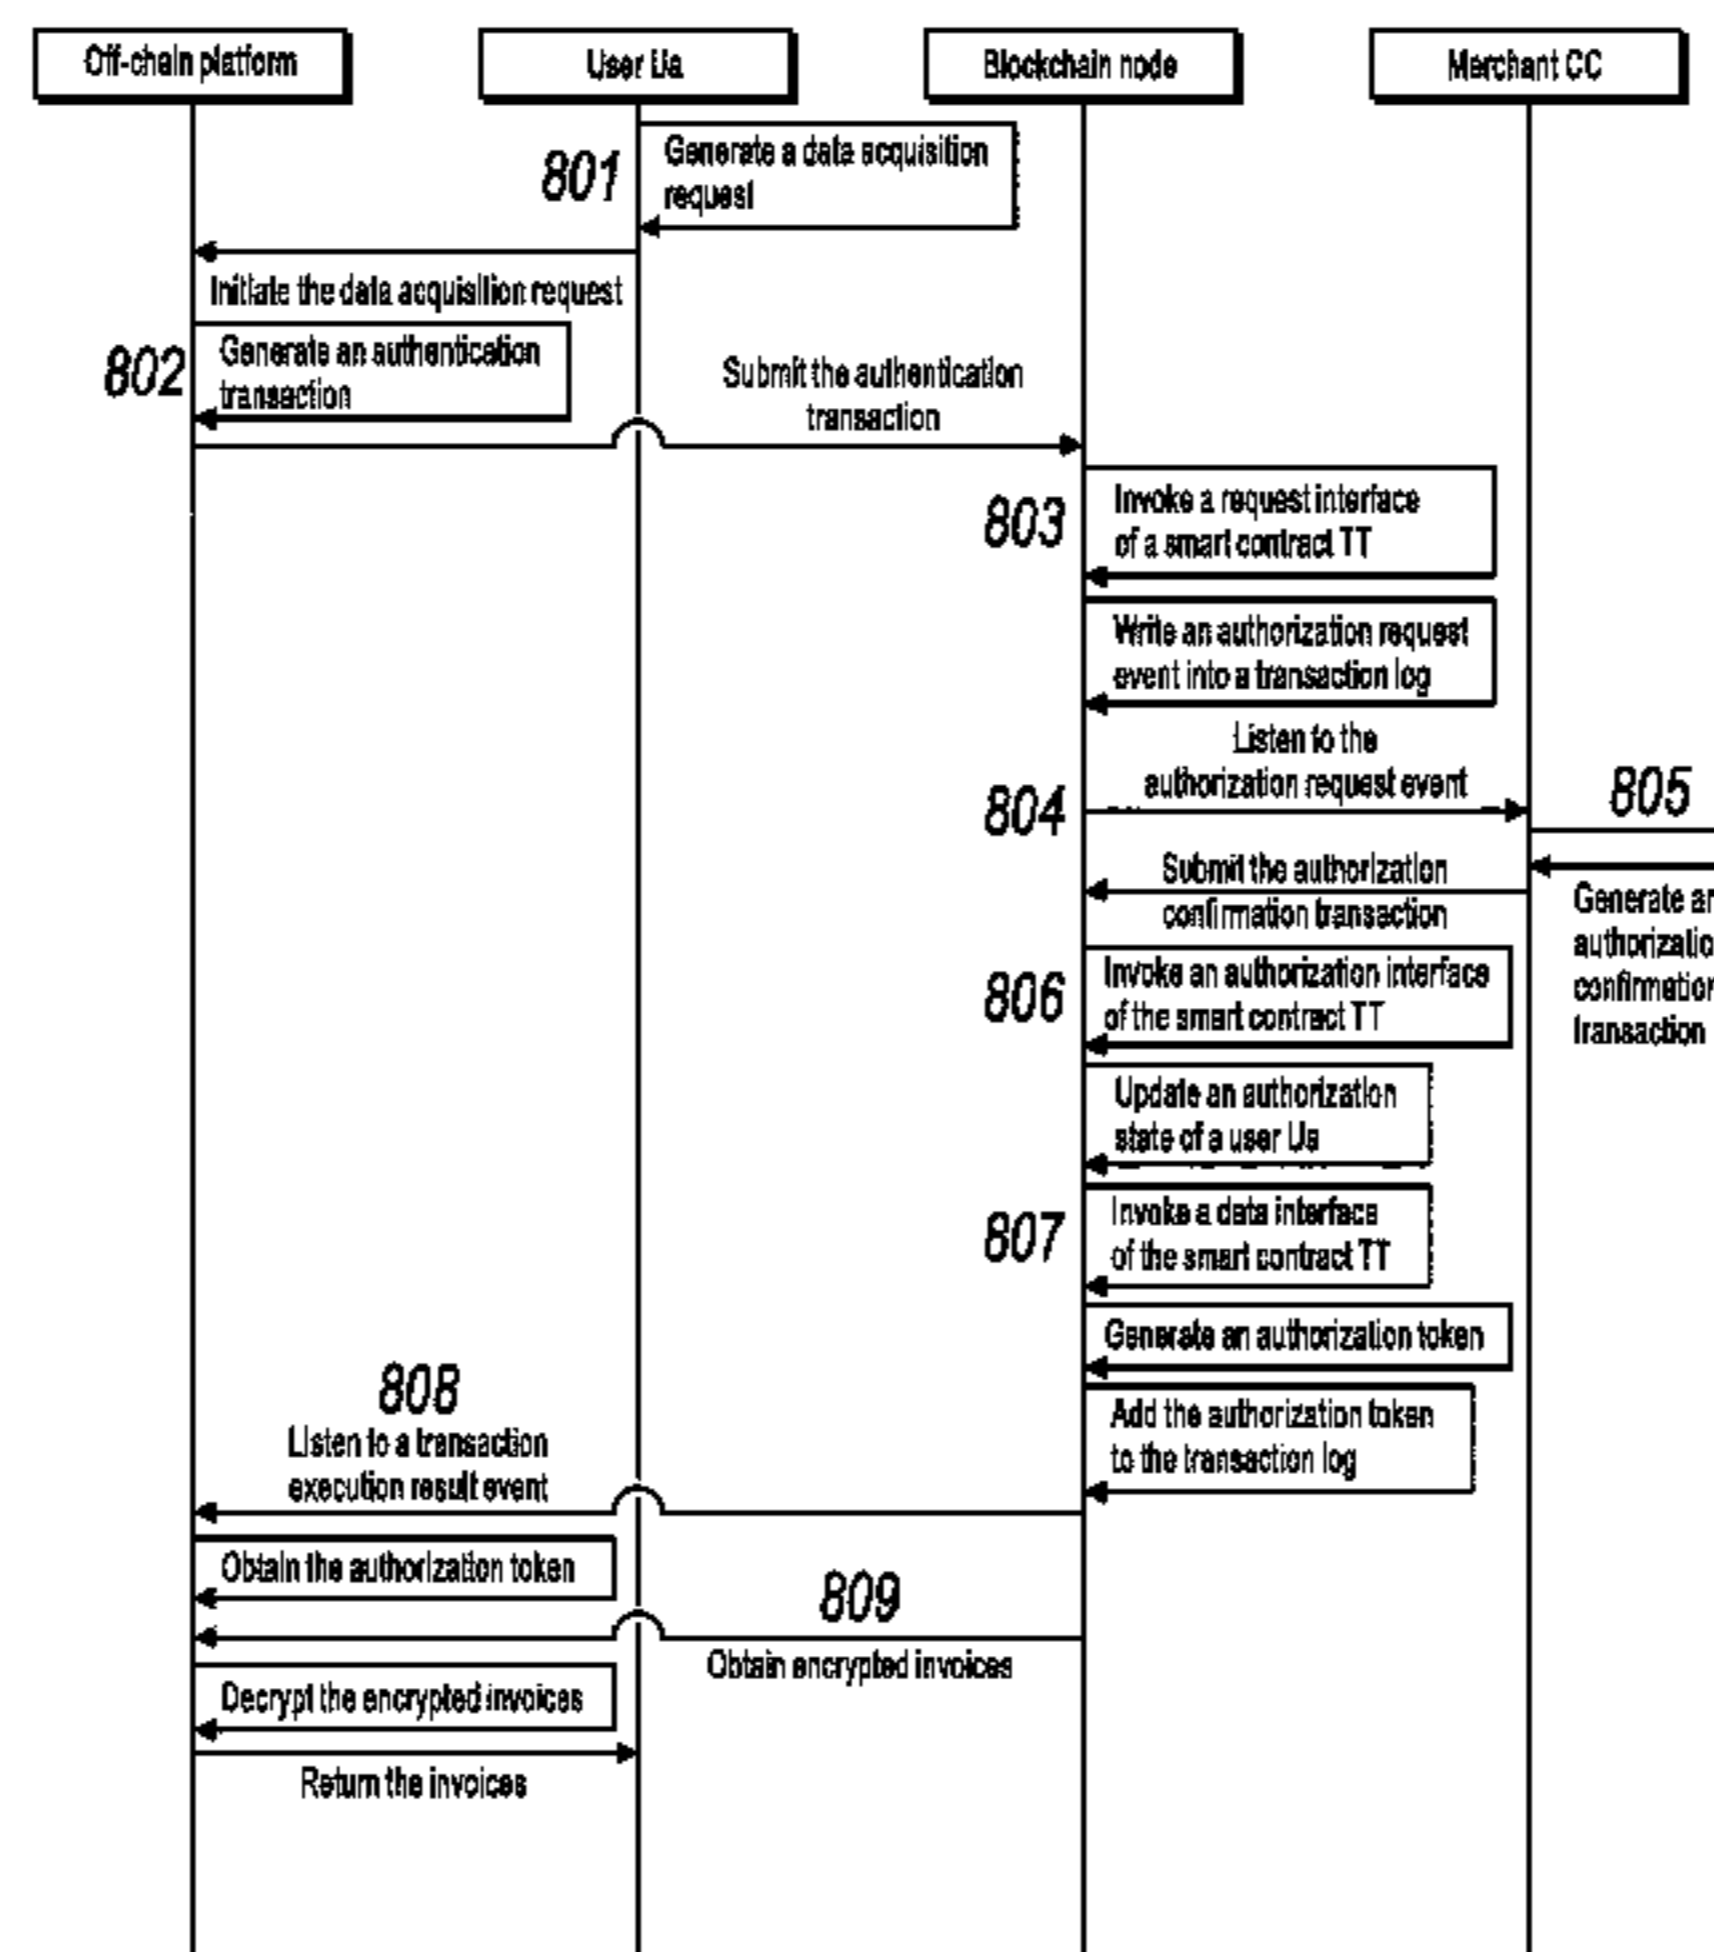 Off-chain platform
User Ua
Blockchain node
Merchant CC
801
Generate a data acquisition
request
Initiate the data acquisition request
802
Generate an authentication
transaction
Submit the authentication
transaction
803
Invoke a request interface
of a smart contract TT
Write an authorization request
event into a transaction log
Listen to the
authorization request event
804
805
Submit the authorization
confirmation transaction
Generate an
authorizatio
confirmation
transaction
806
Invoke an authorization interface
of the smart contract TT
Update an authorization
state of a user Ua
807
Invoke a data interface
of the smart contract TT
Generate an authorization token
Add the authorization token
to the transaction log
808
Listen to a transaction
execution result event
Obtain the authorization token
809
Obtain encrypted invoices
Decrypt the encrypted invoices
Return the invoices